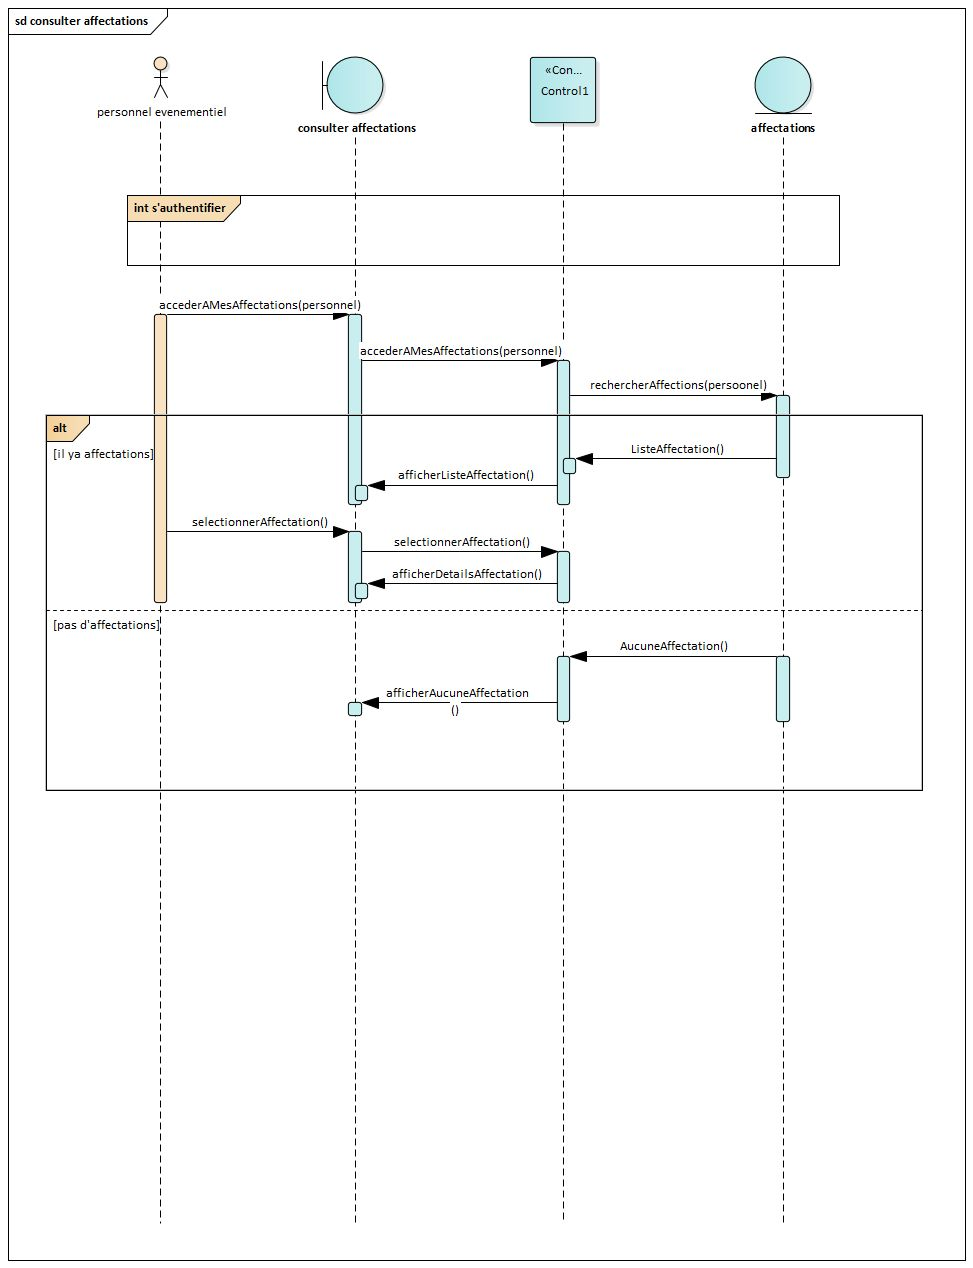 sd consulter affectations
personnel evenementiel
consulter affectations
«Con...
Control1
affectations
int s'authentifier
accederAMesAffectations(personnel)
accederAMesAffectations(personnel)
rechercherAffections(persoonel)
alt
[il ya affectations]
ListeAffectation()
afficherListeAffectation()
selectionnerAffectation()
selectionnerAffectation()
afficherDetailsAffectation()
[pas d'affectations]
AucuneAffectation()
afficherAucuneAffectation
()